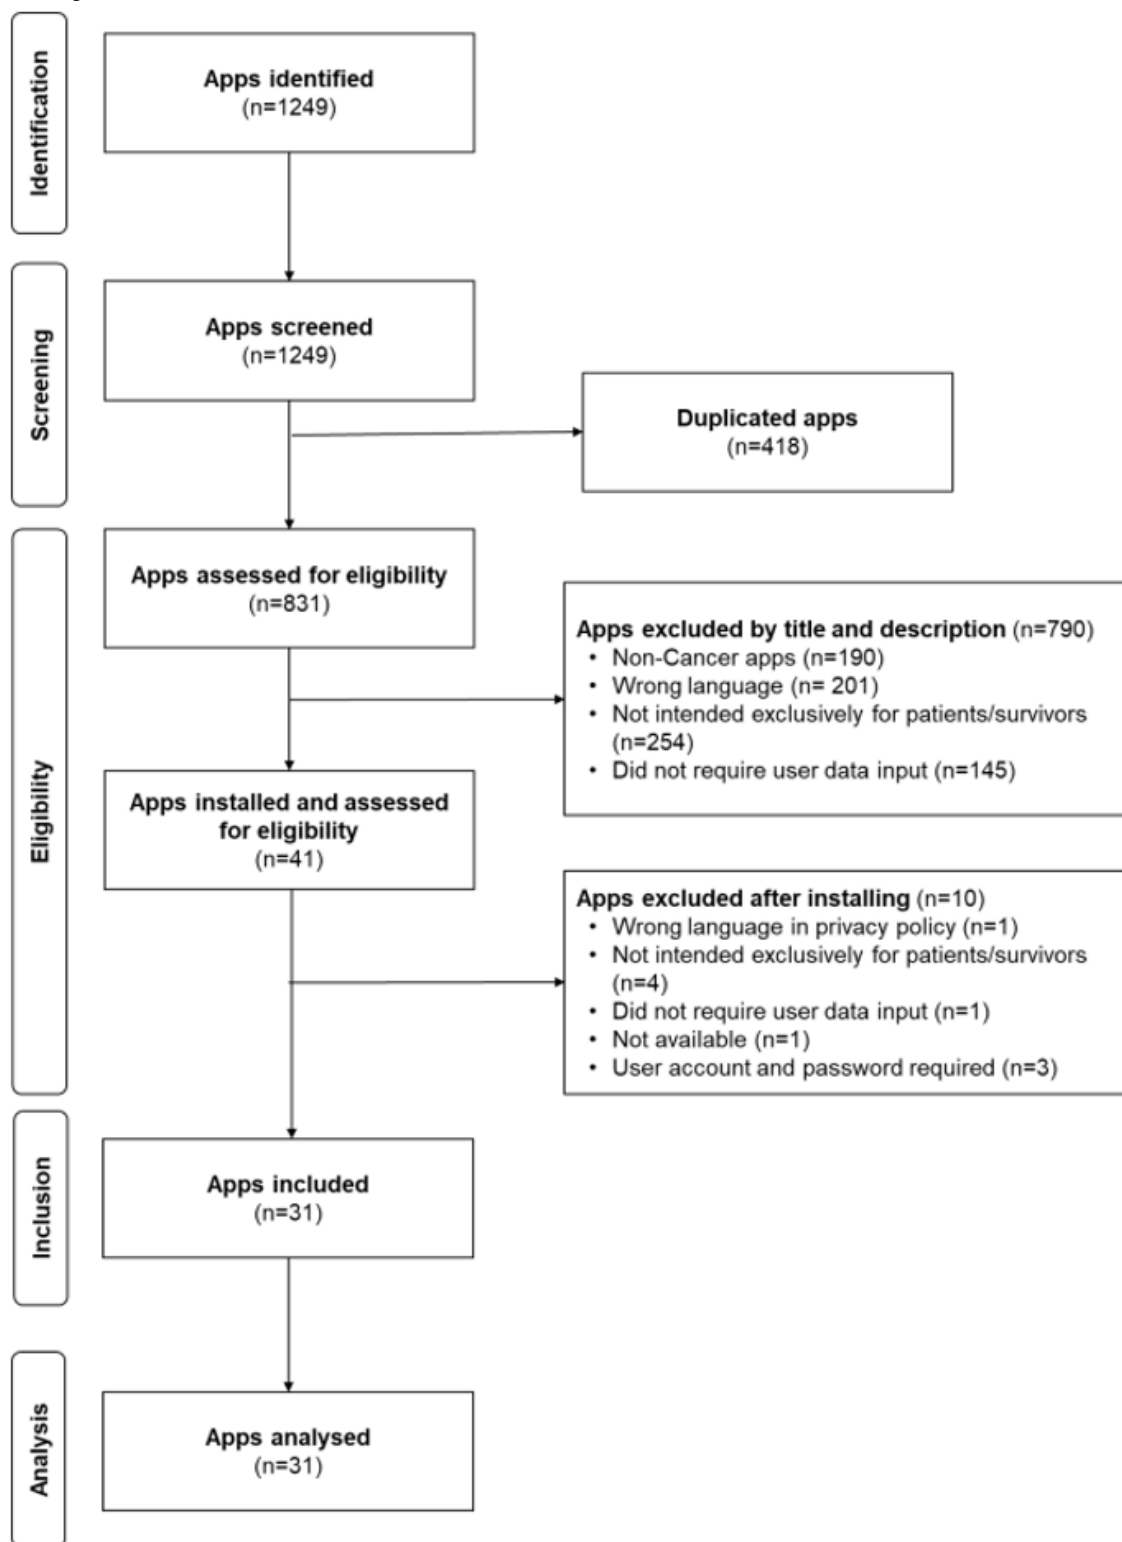 Identification
Apps identified
(n=1249)
Screening
Apps screened
(n=1249)
Duplicated apps
(n=418)
Eligibility
Apps assessed for eligibility
(n=831)
Apps excluded by title and description (n=790)
• Non-Cancer apps (n=190)
• Wrong language (n= 201)
• Not intended exclusively for patients/survivors
(n=254)
• Did not require user data input (n=145)
Apps installed and assessed
for eligibility
(n=41)
Apps excluded after installing (n=10)
• Wrong language in privacy policy (n=1)
• Not intended exclusively for patients/survivors
(n=4)
• Did not require user data input (n=1)
• Not available (n=1)
• User account and password required (n=3)
Inclusion
Apps included
(n=31)
Analysis
Apps analysed
(n=31)